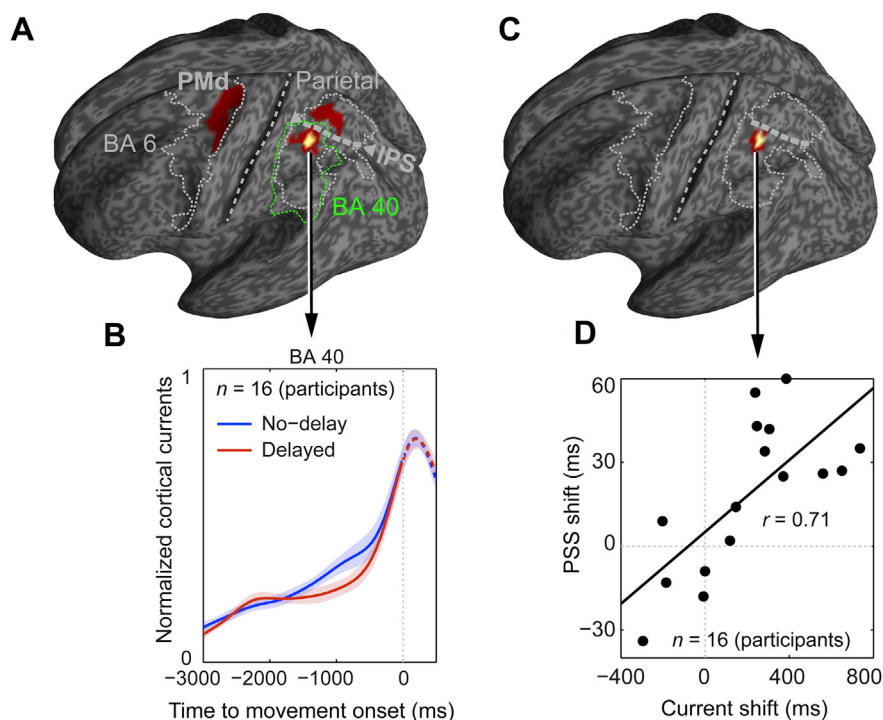 A
PMd
Parietal
BA 6
IPS
BA 40
B
BA 40
n = 16 (participants)
No−delay
Delayed
Normalized cortical currents
1
0
−3000
−2000
−1000
0
Time to movement onset (ms)
C
D
60
30
0
−30
PSS shift (ms)
r = 0.71
n = 16 (participants)
−400
0
400
800
Current shift (ms)